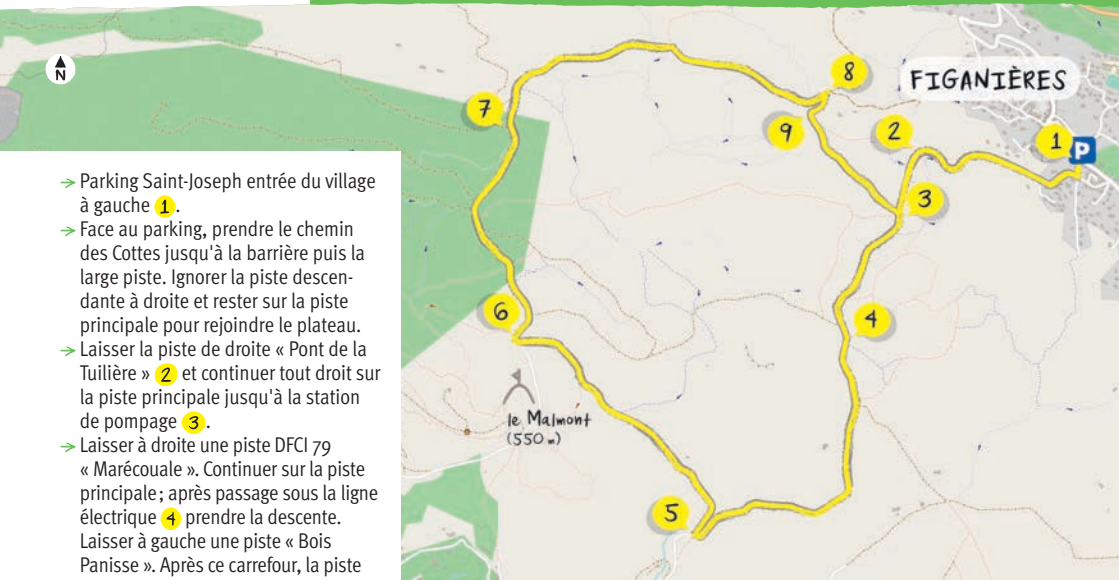 N
FIGANIÈRES
8
7
9
2
1
P
→ Parking Saint-Joseph entrée du village
à gauche 1.
→ Face au parking, prendre le chemin
des Cottes jusqu'à la barrière puis la
large piste. Ignorer la piste descen-
dante à droite et rester sur la piste
principale pour rejoindre le plateau.
→ Laisser la piste de droite « Pont de la
Tuilière » 2 et continuer tout droit sur
la piste principale jusqu'à la station
de pompage 3.
→ Laisser à droite une piste DFCI 79
« Marécouale ». Continuer sur la piste
principale ; après passage sous la ligne
électrique 4 prendre la descente.
Laisser à gauche une piste « Bois
Panisse ». Après ce carrefour, la piste
3
6
4
le Malmont
(550 m)
5